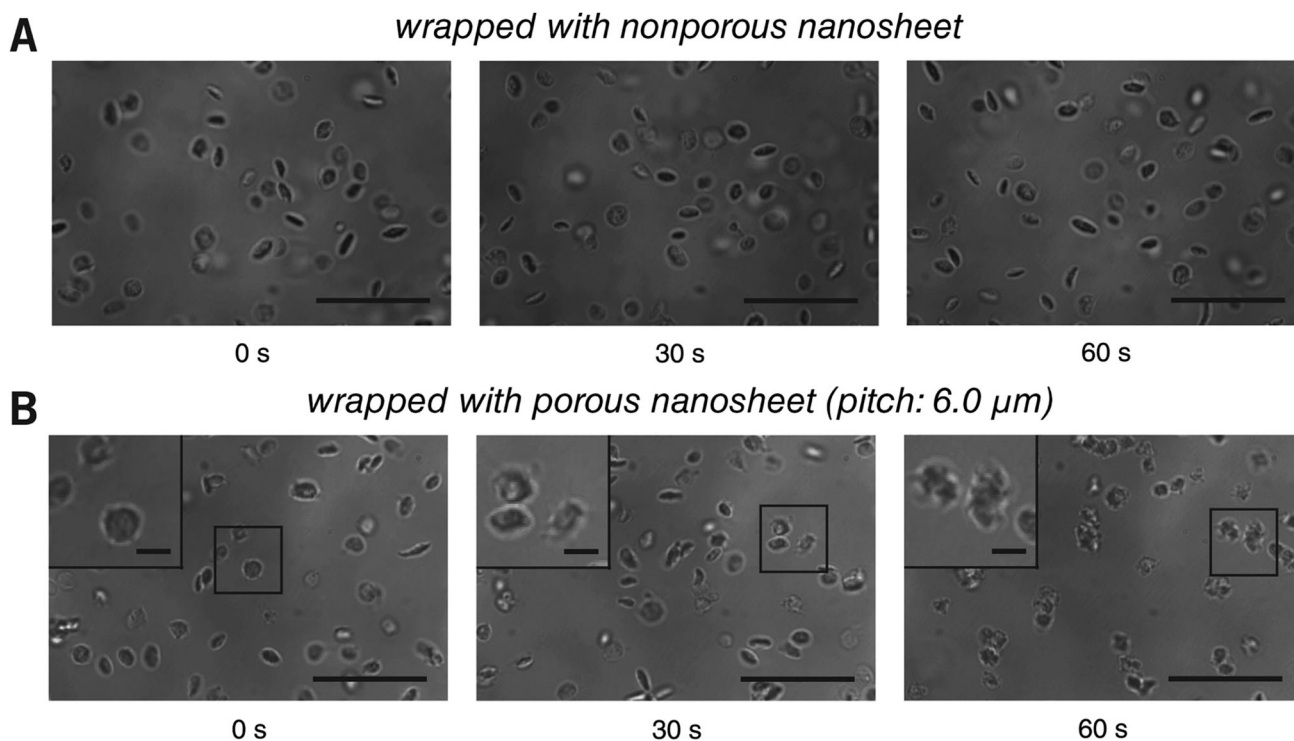 A
wrapped with nonporous nanosheet
0 s
30 s
60 s
B
wrapped with porous nanosheet (pitch: 6.0 µm)
0 s
30 s
60 s